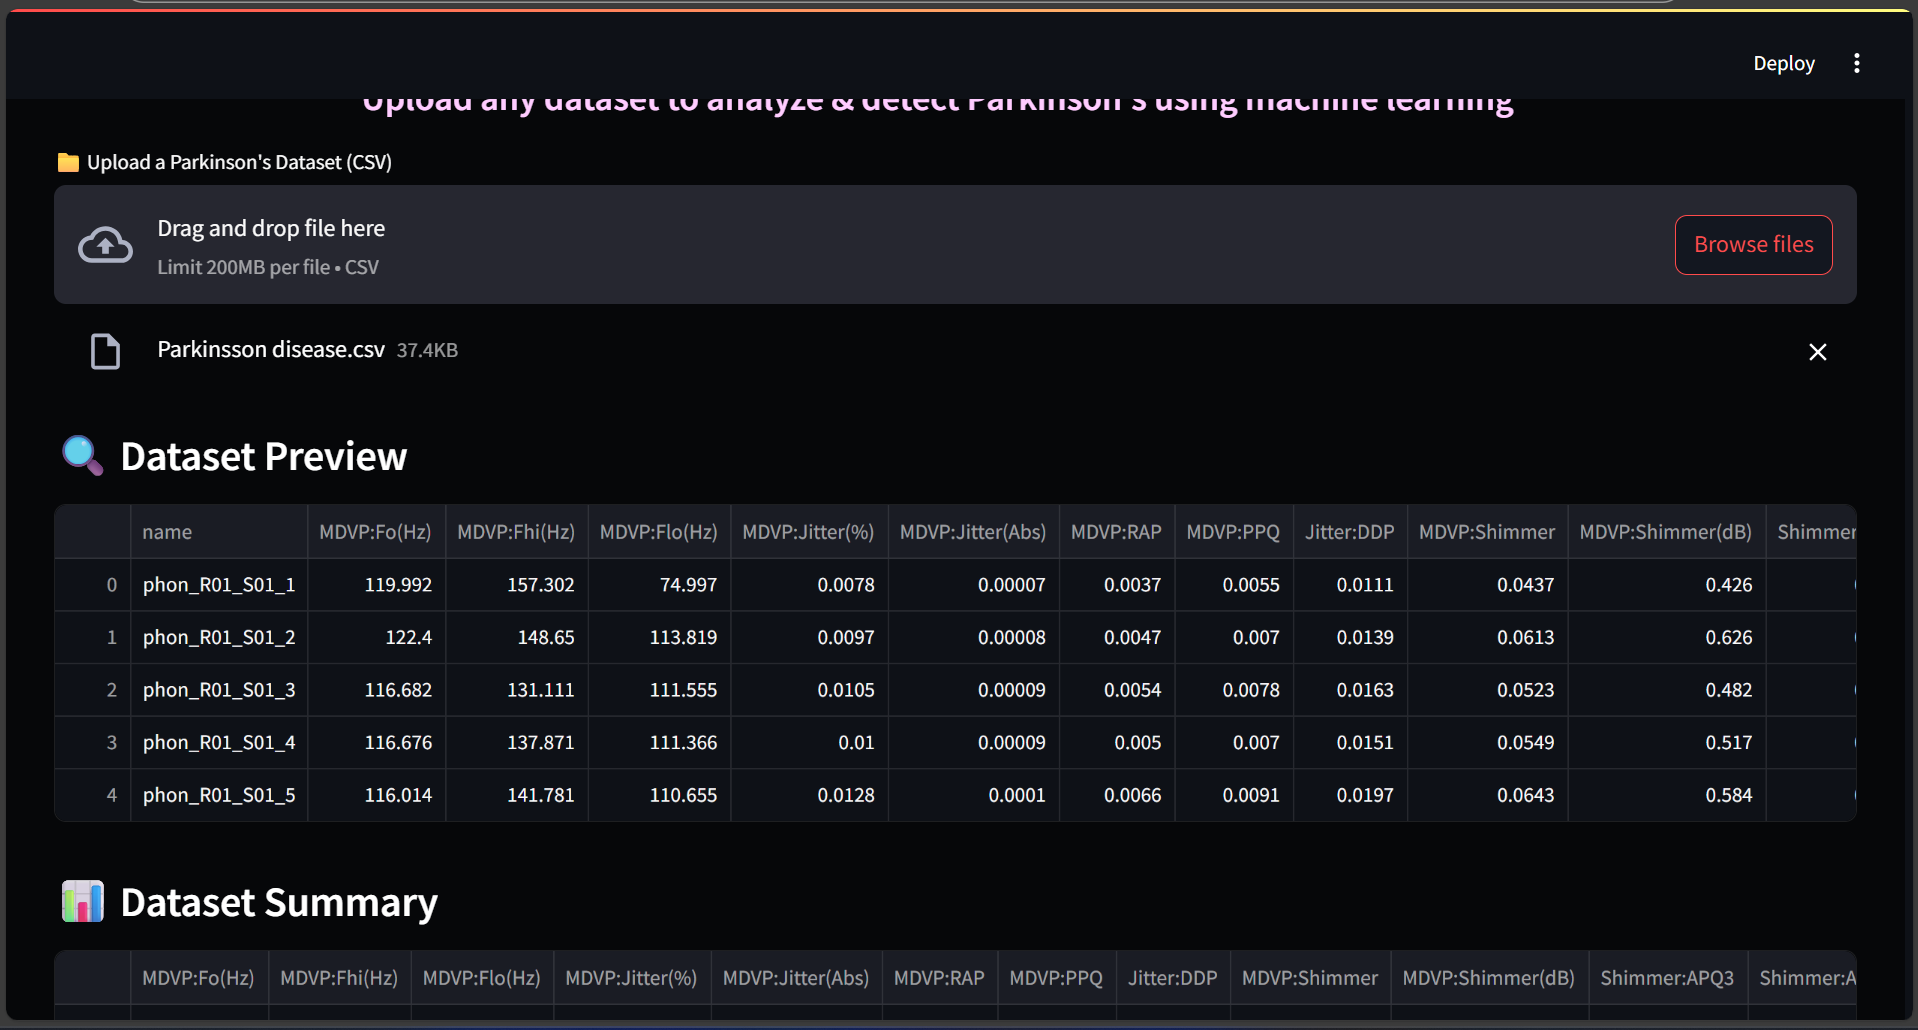 Deploy
Upload any dataset to analyze & detect Parkinson's using machine learning
Upload a Parkinson's Dataset (CSV)
Drag and drop file here
Limit 200MB per file • CSV
Browse files
Parkinsson disease.csv 37.4KB
Dataset Preview
name MDVP:Fo(Hz) MDVP:Fhi(Hz) MDVP:Flo(Hz) MDVP:Jitter(%) MDVP:Jitter(Abs) MDVP:RAP MDVP:PPQ Jitter:DDP MDVP:Shimmer MDVP:Shimmer(dB) Shimmer
0 phon_R01_S01_1 119.992 157.302 74.997 0.0078 0.00007 0.0037 0.0055 0.0111 0.0437 0.426
1 phon_R01_S01_2 122.4 148.65 113.819 0.0097 0.00008 0.0047 0.007 0.0139 0.0613 0.626
2 phon_R01_S01_3 116.682 131.111 111.555 0.0105 0.00009 0.0054 0.0078 0.0163 0.0523 0.482
3 phon_R01_S01_4 116.676 137.871 111.366 0.01 0.00009 0.005 0.007 0.0151 0.0549 0.517
4 phon_R01_S01_5 116.014 141.781 110.655 0.0128 0.0001 0.0066 0.0091 0.0197 0.0643 0.584
Dataset Summary
MDVP:Fo(Hz) MDVP:Fhi(Hz) MDVP:Flo(Hz) MDVP:Jitter(%) MDVP:Jitter(Abs) MDVP:RAP MDVP:PPQ Jitter:DDP MDVP:Shimmer MDVP:Shimmer(dB) Shimmer:APQ3 Shimmer:A